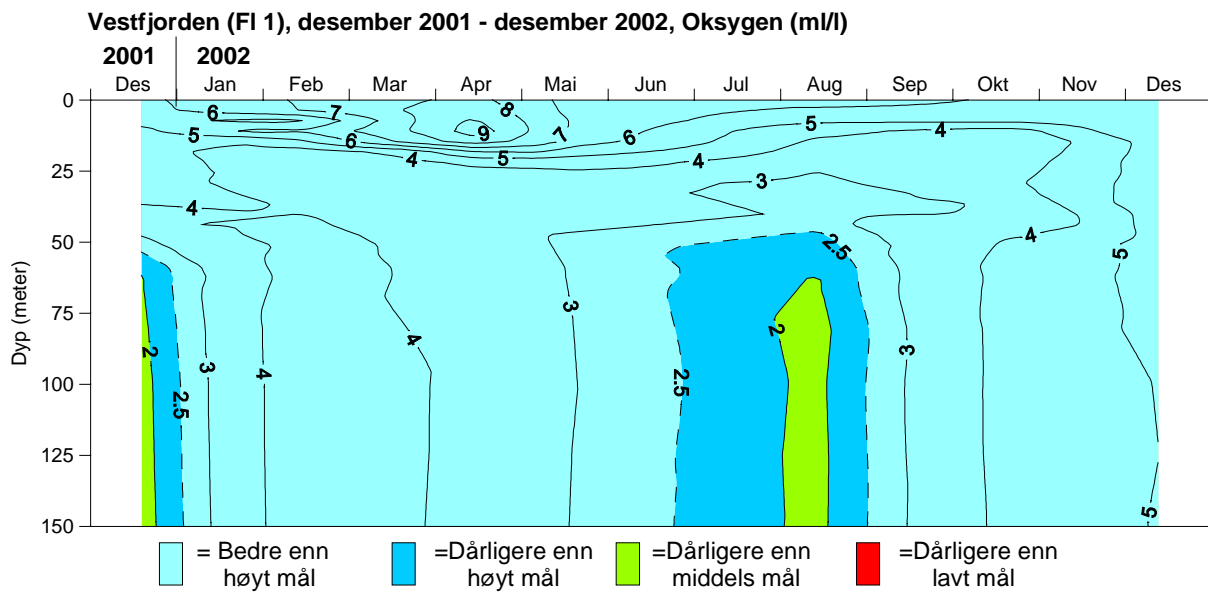 Vestfjorden (Fl 1), desember 2001 - desember 2002, Oksygen (ml/l)
2001 2002
Des Jan Feb Mar Apr Mai Jun Jul Aug Sep Okt Nov Des
0
25
50
75
100
125
150
Dyp (meter)
6 7 8
5 6 9 7 6 5 4
4 5 4 3
4
2.5 4 5
3
2 4 3
2 3 4 2.5 3
2.5
5
= Bedre enn
høyt mål
=Dårligere enn
høyt mål
=Dårligere enn
middels mål
=Dårligere enn
lavt mål